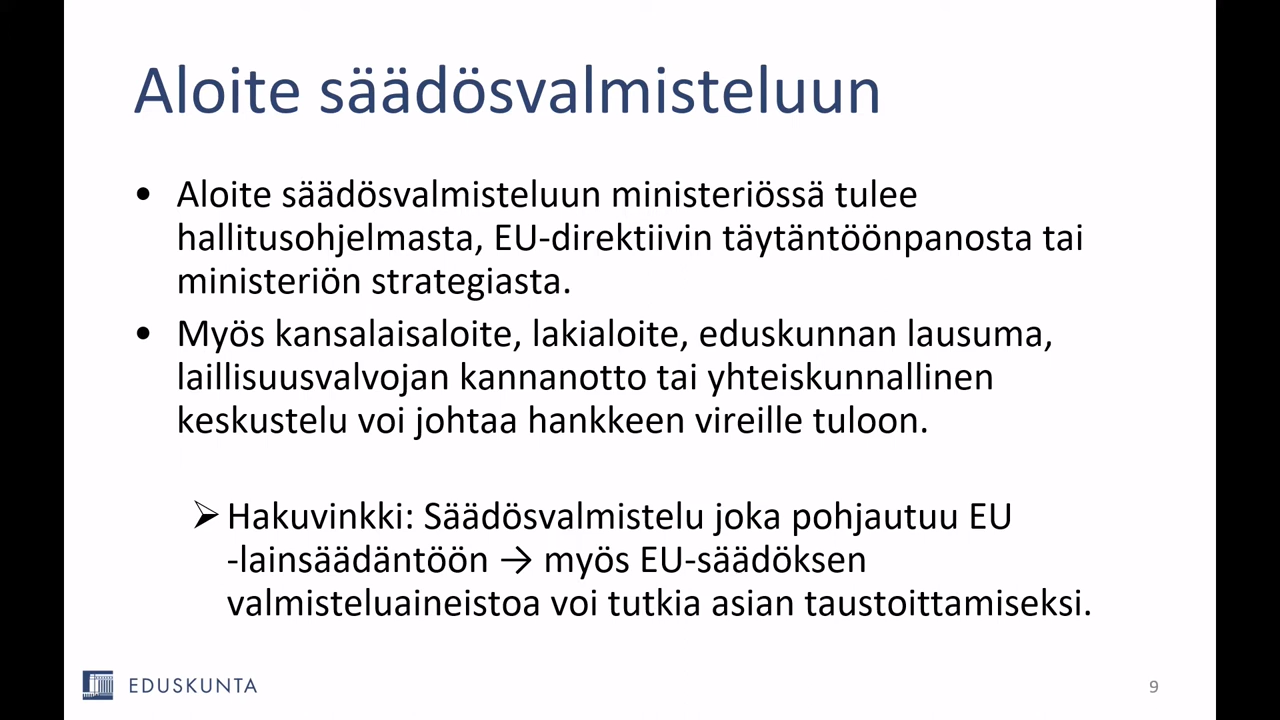 Aloite säädösvalmisteluun
• Aloite säädösvalmisteluun ministeriössä tulee
hallitusohjelmasta, EU-direktiivin täytäntöönpanosta tai
ministeriön strategiasta.
• Myös kansalaisaloite, lakialoite, eduskunnan lausuma,
laillisuusvalvojan kannanotto tai yhteiskunnallinen
keskustelu voi johtaa hankkeen vireille tuloon.
➢ Hakuvinkki: Säädösvalmistelu joka pohjautuu EU
-lainsäädäntöön → myös EU-säädöksen
valmisteluaineistoa voi tutkia asian taustoittamiseksi.
EDUSKUNTA
9